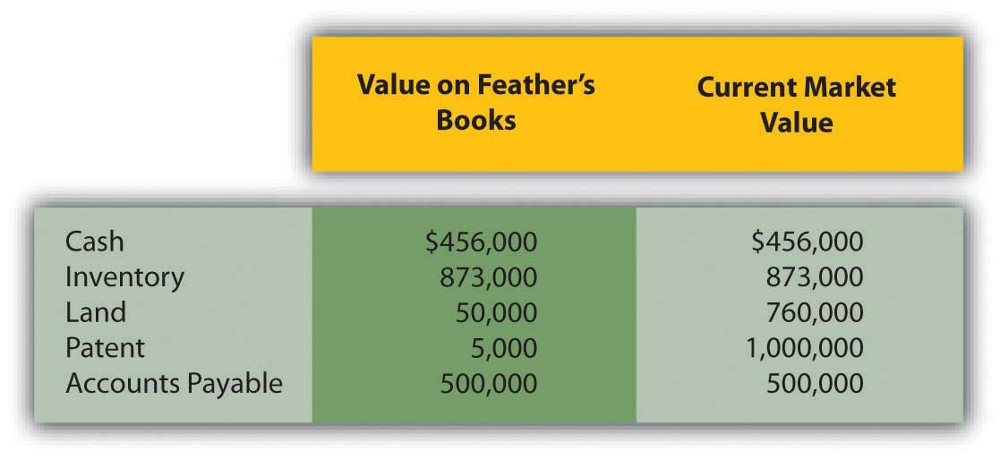 Value on Feather's
Books
Current Market
Value
Cash $456,000 $456,000
Inventory 873,000 873,000
Land 50,000 760,000
Patent 5,000 1,000,000
Accounts Payable 500,000 500,000